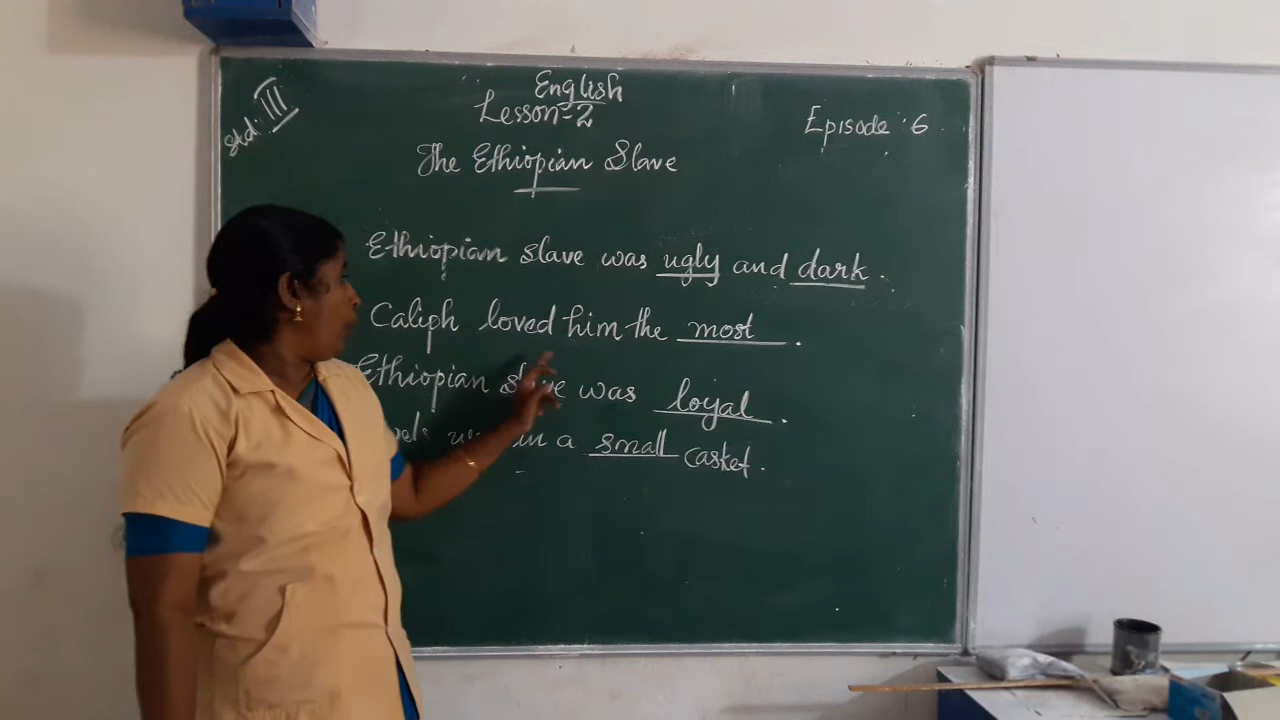 Std: III
English
Lesson-2
Episode :6
The Ethiopian Slave
Ethiopian slave was ugly and dark.
Caliph loved him the most.
Ethiopian slave was loyal.
in a small casket.